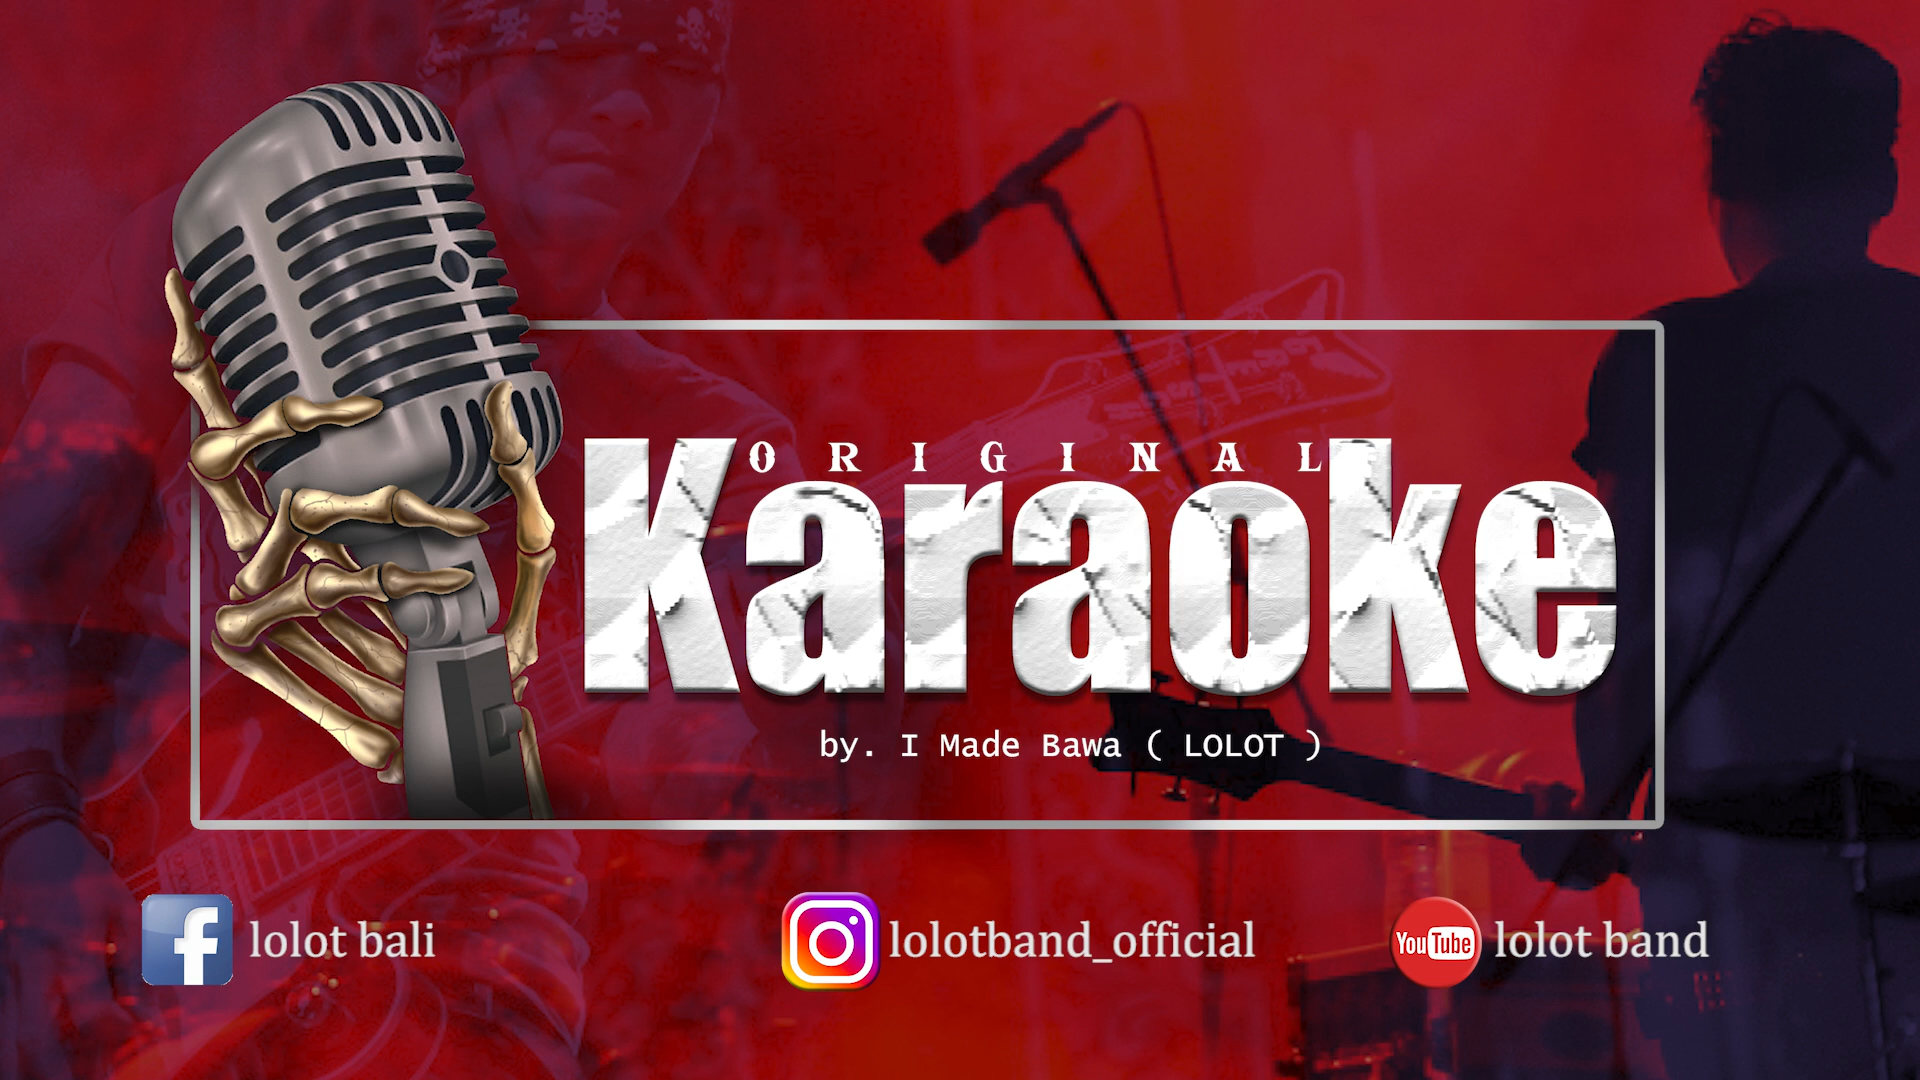 ORIGINAL
Karaoke
by. I Made Bawa ( LOLOT )
lolot bali
lolotband_official
YouTube lolot band